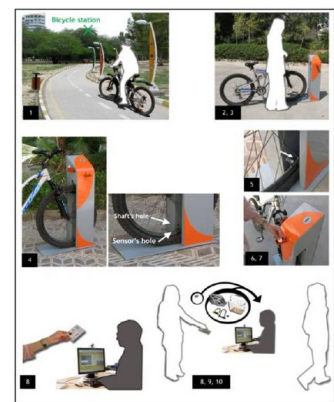 Bicycle station
1
2, 3
4
Shaft's hole
Sensor's hole
5
6, 7
8
8, 9, 10